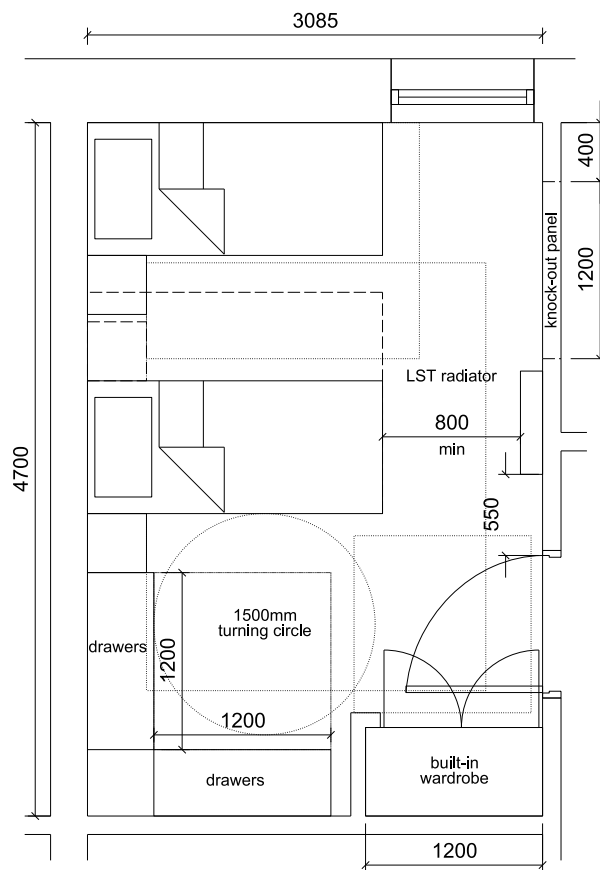 3085
400
knock-out panel
1200
LST radiator
800
min
4700
550
1500mm
turning circle
drawers
1200
1200
drawers
built-in
wardrobe
1200